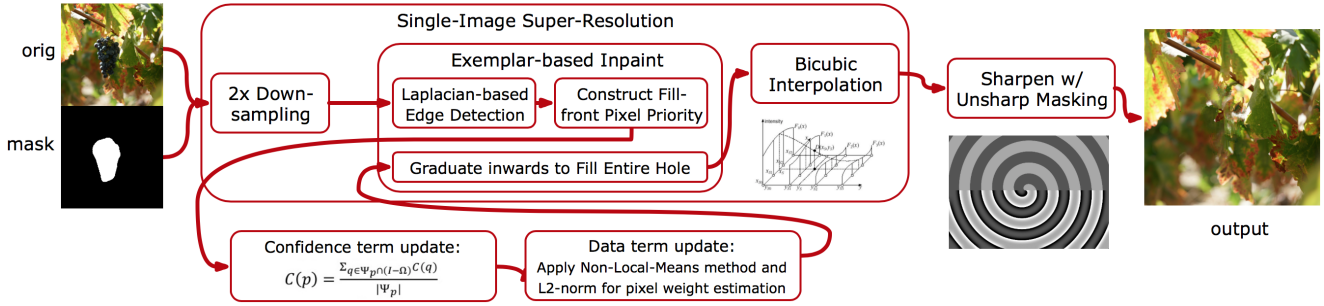 Single-Image Super-Resolution
orig
mask
2x Down-
sampling
Exemplar-based Inpaint
Laplacian-based
Edge Detection
Construct Fill-
front Pixel Priority
Graduate inwards to Fill Entire Hole
Bicubic
Interpolation
Intensity
Sharpen w/
Unsharp Masking
output
Confidence term update:
C(p) = Σq∈Ψp∩(I−Ω) C(q) / |Ψp|
Data term update:
Apply Non-Local-Means method and
L2-norm for pixel weight estimation